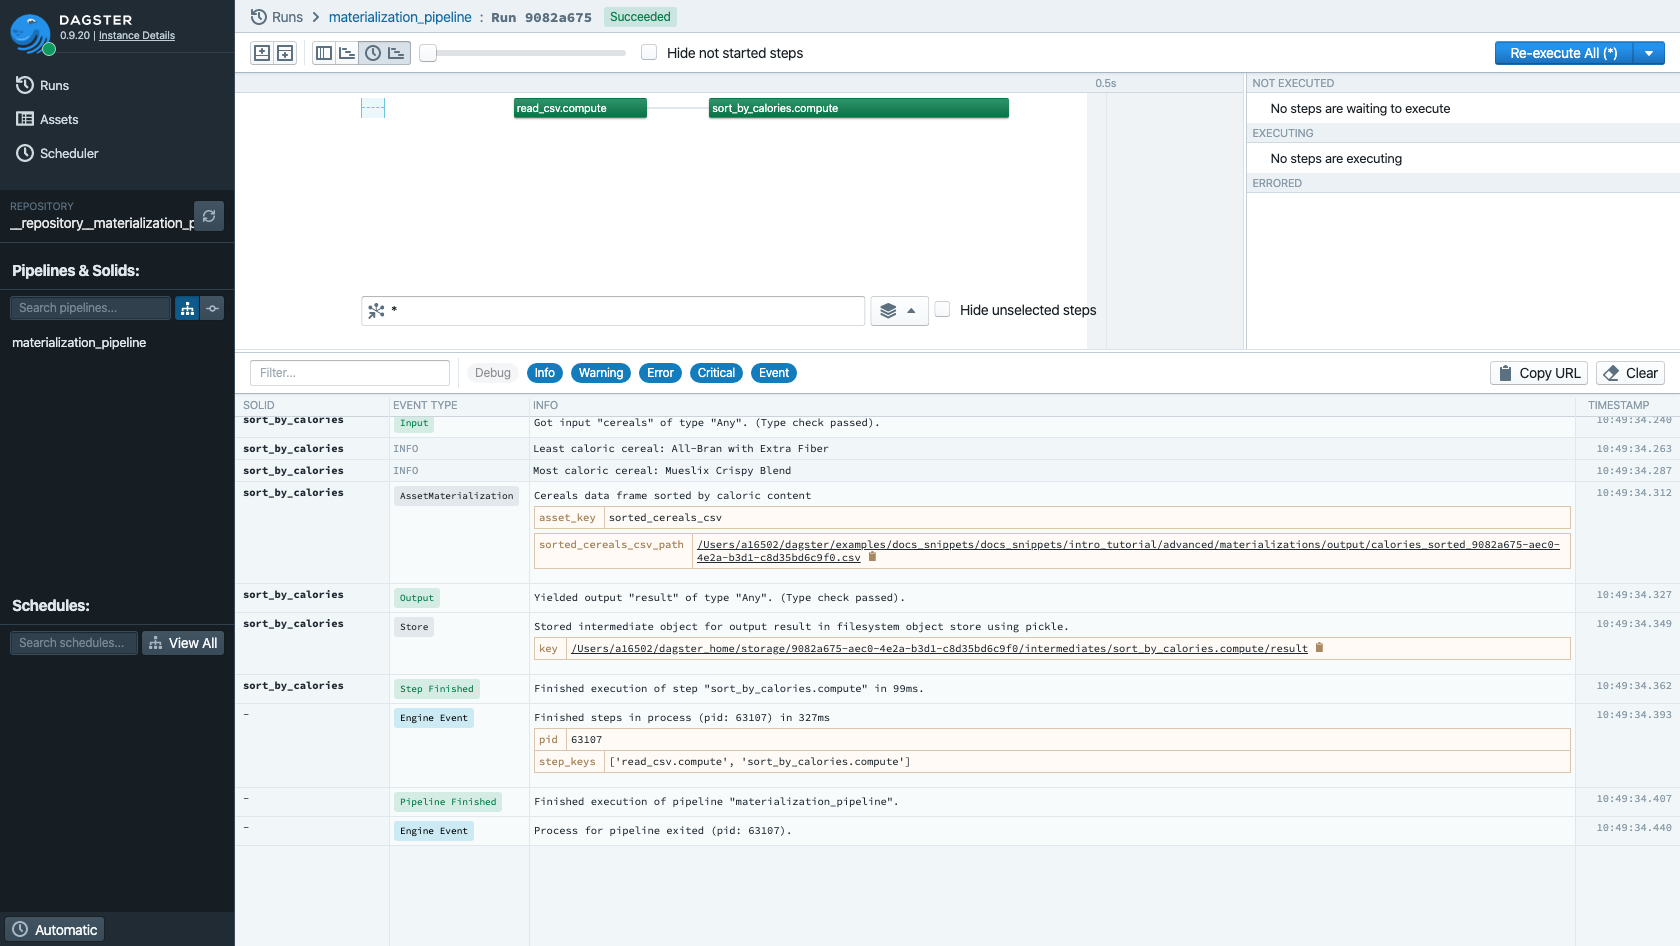 DAGSTER
0.9.20 | Instance Details
Runs
Assets
Scheduler
REPOSITORY
__repository__materialization_p
Pipelines & Solids:
Search pipelines...
materialization_pipeline
Schedules:
Search schedules...
View All
Automatic
Runs > materialization_pipeline : Run 9082a675 Succeeded
Hide not started steps
Re-execute All (*)
0.5s
read_csv.compute
sort_by_calories.compute
*
Hide unselected steps
NOT EXECUTED
No steps are waiting to execute
EXECUTING
No steps are executing
ERRORED
Filter...
Debug Info Warning Error Critical Event
Copy URL
Clear
SOLID EVENT TYPE INFO TIMESTAMP
sort_by_calories Input Got input "cereals" of type "Any". (Type check passed). 10:49:34.240
sort_by_calories INFO Least caloric cereal: All-Bran with Extra Fiber 10:49:34.263
sort_by_calories INFO Most caloric cereal: Mueslix Crispy Blend 10:49:34.287
sort_by_calories AssetMaterialization Cereals data frame sorted by caloric content 10:49:34.312
asset_key sorted_cereals_csv
sorted_cereals_csv_path /Users/a16502/dagster/examples/docs_snippets/docs_snippets/intro_tutorial/advanced/materializations/output/calories_sorted_9082a675-aec0-
4e2a-b3d1-c8d35bd6c9f0.csv
sort_by_calories Output Yielded output "result" of type "Any". (Type check passed). 10:49:34.327
sort_by_calories Store Stored intermediate object for output result in filesystem object store using pickle. 10:49:34.349
key /Users/a16502/dagster_home/storage/9082a675-aec0-4e2a-b3d1-c8d35bd6c9f0/intermediates/sort_by_calories.compute/result
sort_by_calories Step Finished Finished execution of step "sort_by_calories.compute" in 99ms. 10:49:34.362
– Engine Event Finished steps in process (pid: 63107) in 327ms 10:49:34.393
pid 63107
step_keys ['read_csv.compute', 'sort_by_calories.compute']
– Pipeline Finished Finished execution of pipeline "materialization_pipeline". 10:49:34.407
– Engine Event Process for pipeline exited (pid: 63107). 10:49:34.440